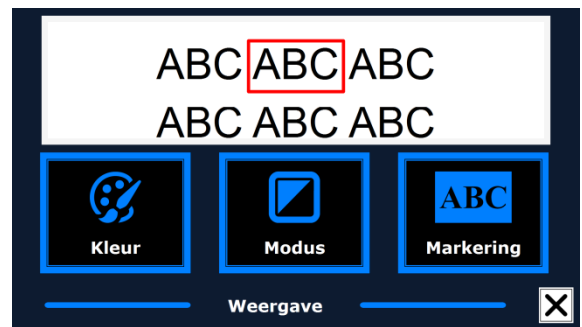 ABC ABC ABC
ABC ABC ABC
ABC
Kleur Modus Markering
Weergave